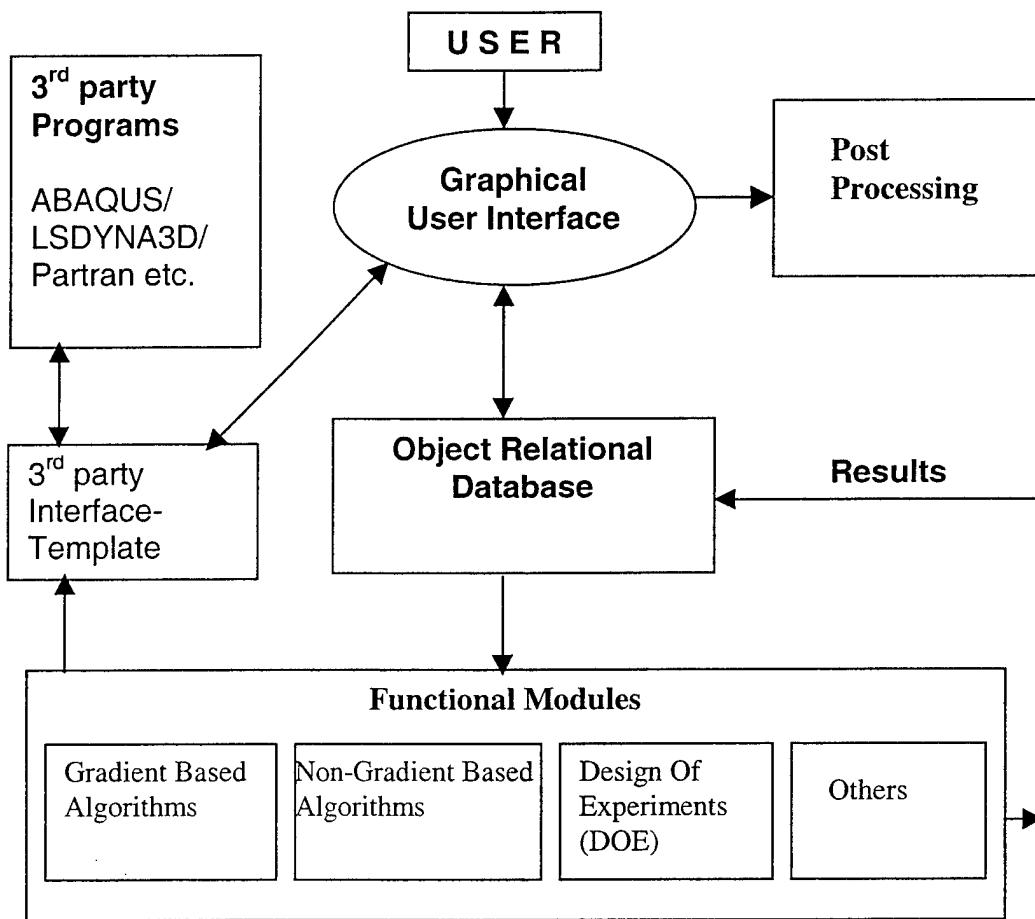 U S E R
3rd party
Programs
ABAQUS/
LSDYNA3D/
Partran etc.
Graphical
User Interface
Post
Processing
3rd party
Interface-
Template
Object Relational
Database
Results
Functional Modules
Gradient Based
Algorithms
Non-Gradient Based
Algorithms
Design Of
Experiments
(DOE)
Others